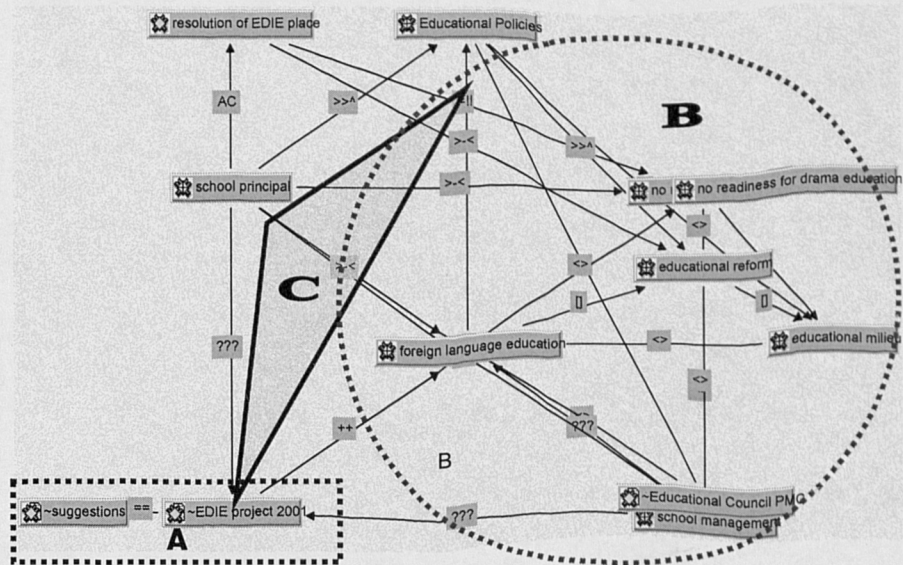 resolution of EDIE place
Educational Policies
AC
>>^
B
>-<
>>^
school principal
>-<
no
no readiness for drama education
<>
>-<
C
<>
educational reform
[]
[]
???
foreign language education
<>
educational milieu
<>
++
???
B
~suggestions
==
~EDIE project 2001
???
~Educational Council PMG
school management
A